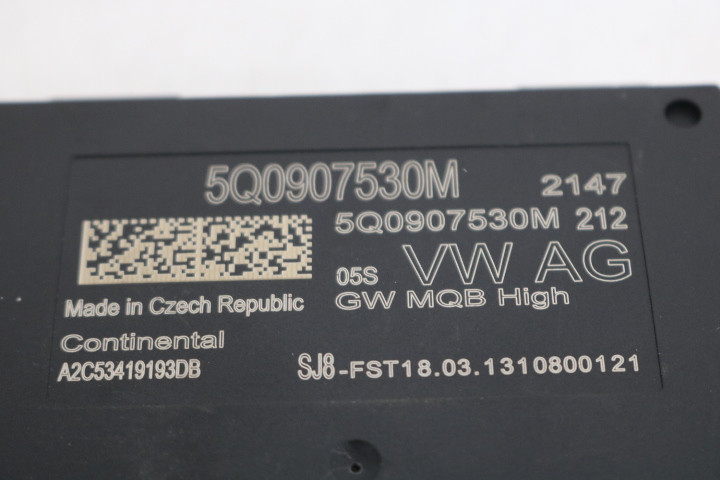 5Q0907530M 2147
5Q0907530M 212
05S VW AG
Made in Czech Republic GW MQB High
Continental
A2C53419193DB SJ8-FST18.03.1310800121